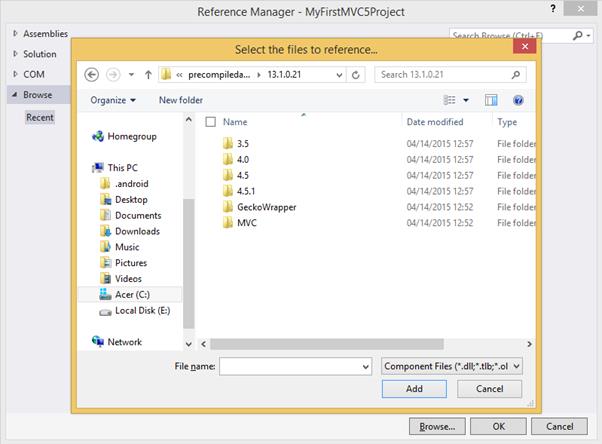 Reference Manager - MyFirstMVC5Project
Assemblies
Solution
COM
Browse
Recent
Search Browse (Ctrl+E)
Select the files to reference...
« precompileda... 13.1.0.21
Search 13.1.0.21
Organize New folder
Homegroup
This PC
.android
Desktop
Documents
Downloads
Music
Pictures
Videos
Acer (C:)
Local Disk (E:)
Network
Name Date modified Type
3.5 04/14/2015 12:57 File folder
4.0 04/14/2015 12:57 File folder
4.5 04/14/2015 12:57 File folder
4.5.1 04/14/2015 12:57 File folder
GeckoWrapper 04/14/2015 12:52 File folder
MVC 04/14/2015 12:52 File folder
File name: Component Files (*.dll;*.tlb;*.ol
Add Cancel
Browse... OK Cancel